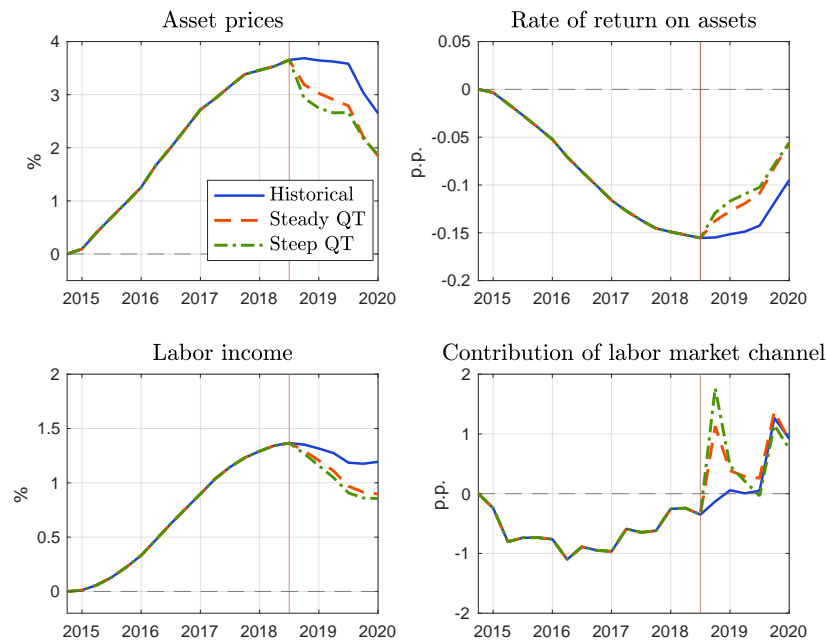 Asset prices
4
3
2
1
0
%
2015 2016 2017 2018 2019 2020
Historical
Steady QT
Steep QT
Rate of return on assets
0.05
0
-0.05
-0.1
-0.15
-0.2
p.p.
2015 2016 2017 2018 2019 2020
Labor income
2
1.5
1
0.5
0
%
2015 2016 2017 2018 2019 2020
Contribution of labor market channel
2
1
0
-1
-2
p.p.
2015 2016 2017 2018 2019 2020